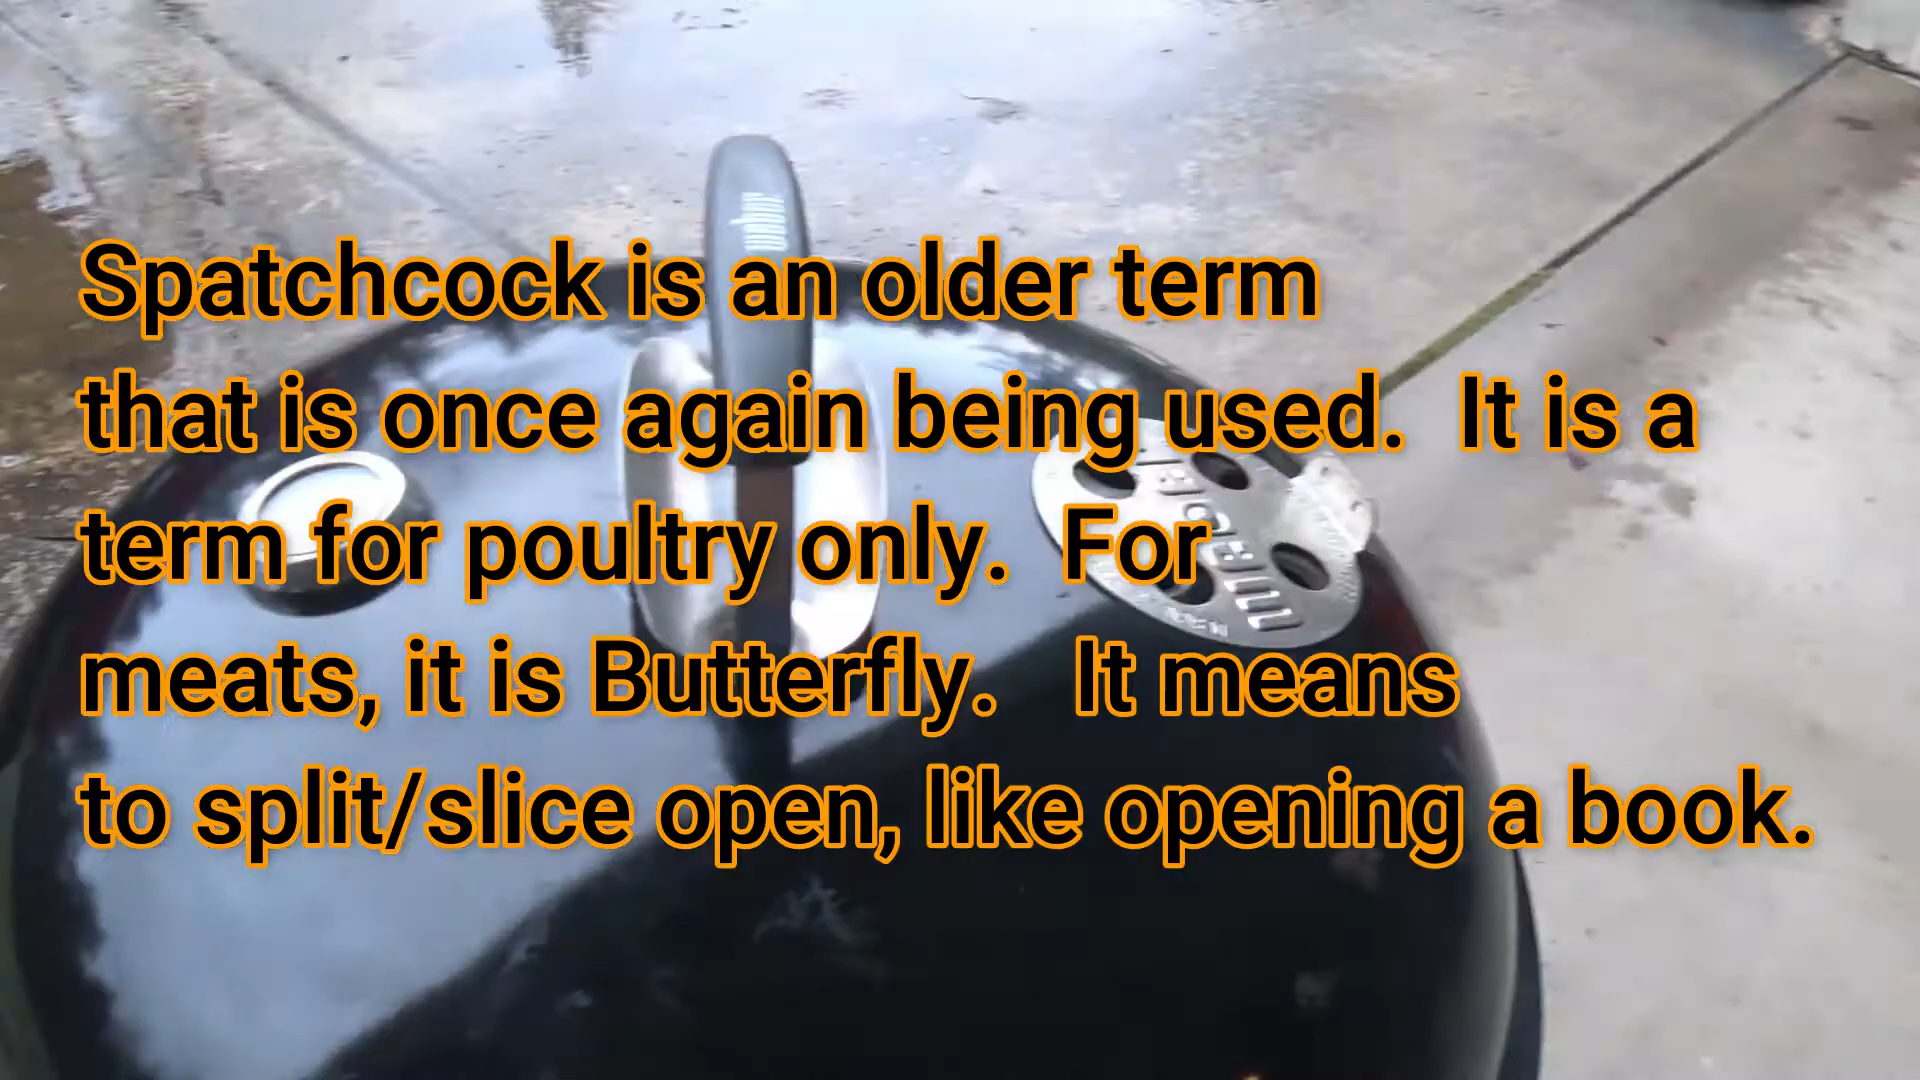 Spatchcock is an older term
that is once again being used. It is a
term for poultry only. For
meats, it is Butterfly. It means
to split/slice open, like opening a book.